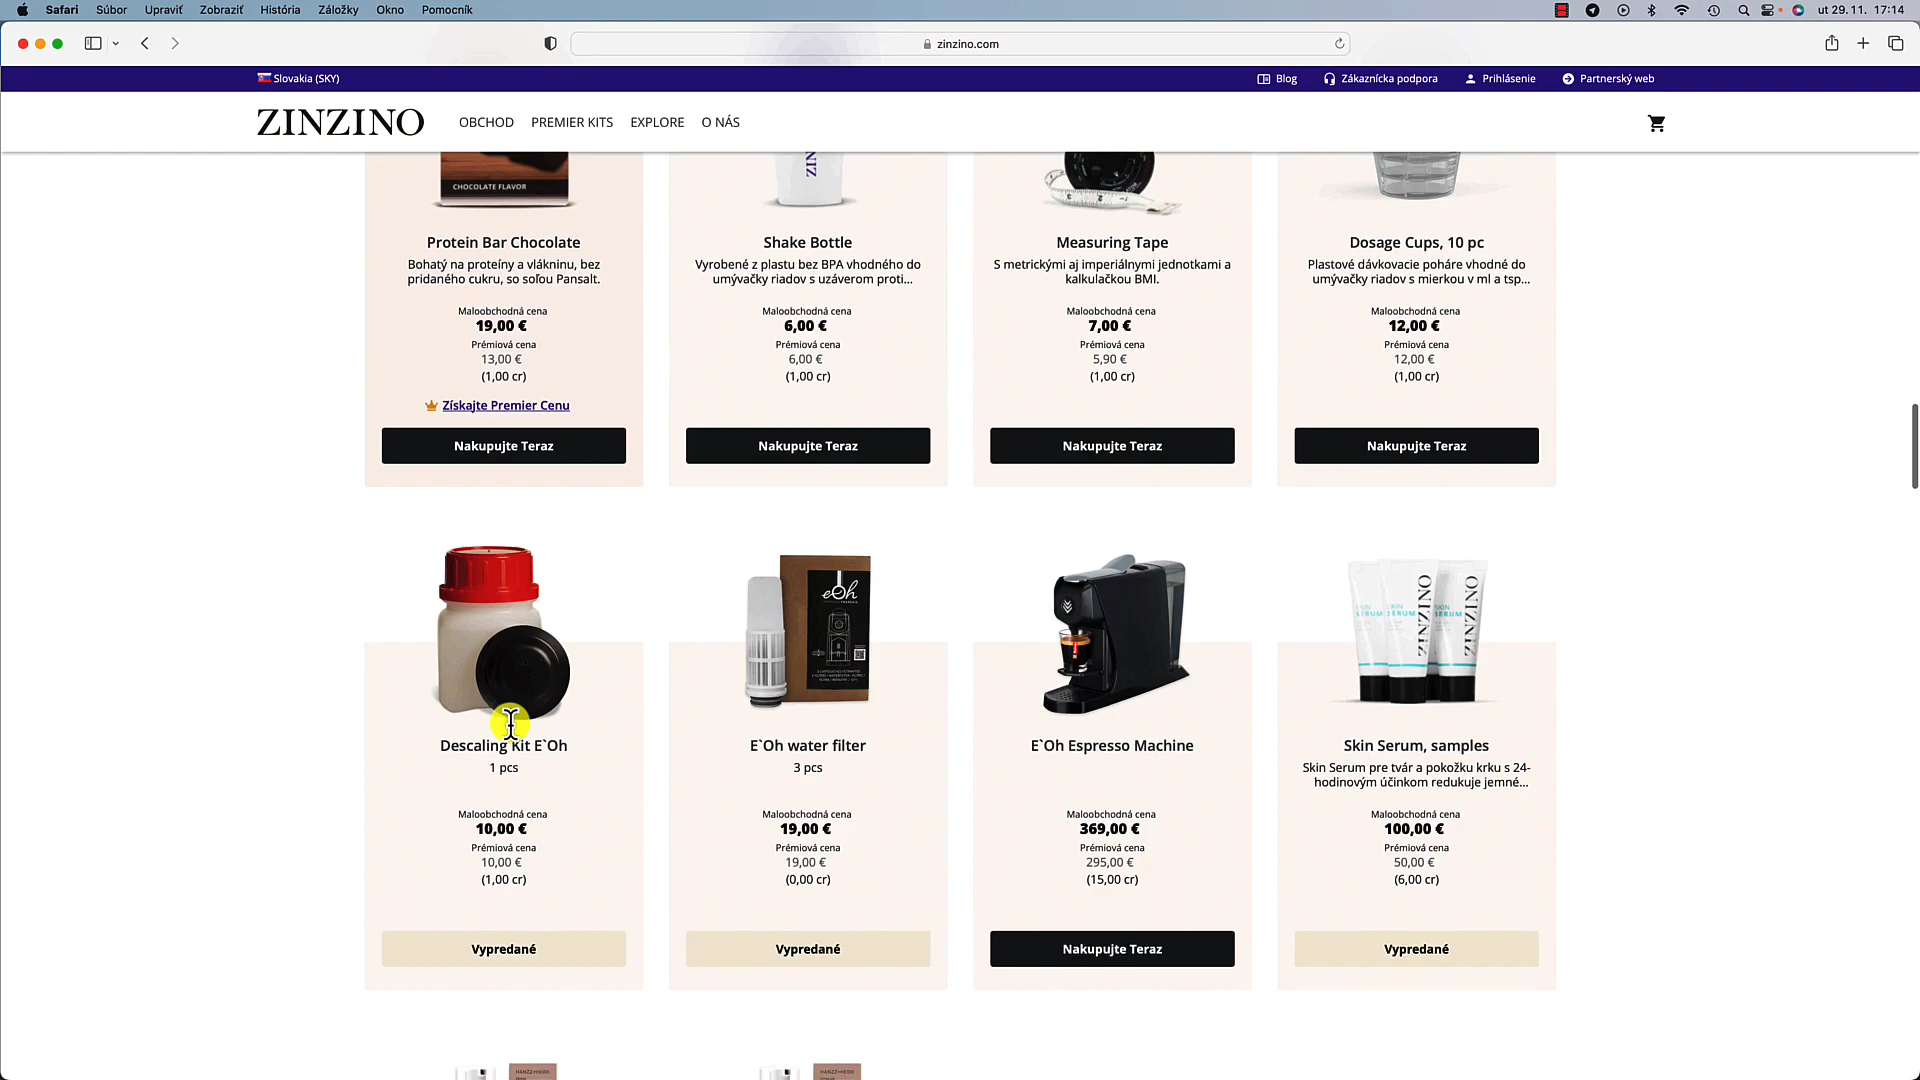 Safari Súbor Upraviť Zobraziť História Záložky Okno Pomocník ut 29. 11. 17:14
zinzino.com
Slovakia (SKY) Blog Zákaznícka podpora Prihlásenie Partnerský web
ZINZINO OBCHOD PREMIER KITS EXPLORE O NÁS
CHOCOLATE FLAVOR
ZIN
Protein Bar Chocolate
Bohatý na proteíny a vlákninu, bez
pridaného cukru, so soľou Pansalt.
Maloobchodná cena
19,00 €
Prémiová cena
13,00 €
(1,00 cr)
Získajte Premier Cenu
Nakupujte Teraz
Shake Bottle
Vyrobené z plastu bez BPA vhodného do
umývačky riadov s uzáverom proti...
Maloobchodná cena
6,00 €
Prémiová cena
6,00 €
(1,00 cr)
Nakupujte Teraz
Measuring Tape
S metrickými aj imperiálnymi jednotkami a
kalkulačkou BMI.
Maloobchodná cena
7,00 €
Prémiová cena
5,90 €
(1,00 cr)
Nakupujte Teraz
Dosage Cups, 10 pc
Plastové dávkovacie poháre vhodné do
umývačky riadov s mierkou v ml a tsp...
Maloobchodná cena
12,00 €
Prémiová cena
12,00 €
(1,00 cr)
Nakupujte Teraz
Descaling Kit E`Oh
1 pcs
Maloobchodná cena
10,00 €
Prémiová cena
10,00 €
(1,00 cr)
Vypredané
eOh
E`Oh water filter
3 pcs
Maloobchodná cena
19,00 €
Prémiová cena
19,00 €
(0,00 cr)
Vypredané
E`Oh Espresso Machine
Maloobchodná cena
369,00 €
Prémiová cena
295,00 €
(15,00 cr)
Nakupujte Teraz
SKIN
SERUM
ZINZINO
ZINZINO
Skin Serum, samples
Skin Serum pre tvár a pokožku krku s 24-
hodinovým účinkom redukuje jemné...
Maloobchodná cena
100,00 €
Prémiová cena
50,00 €
(6,00 cr)
Vypredané